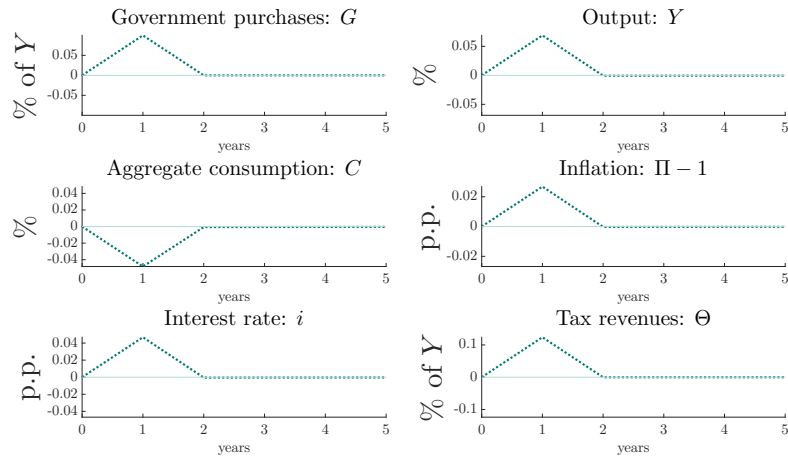 Government purchases: G
% of Y
0.05
0
-0.05
0 1 2 3 4 5
years
Output: Y
%
0.05
0
-0.05
0 1 2 3 4 5
years
Aggregate consumption: C
%
0.04
0.02
0
-0.02
-0.04
0 1 2 3 4 5
years
Inflation: Π − 1
p.p.
0.02
0
-0.02
0 1 2 3 4 5
years
Interest rate: i
p.p.
0.04
0.02
0
-0.02
-0.04
0 1 2 3 4 5
years
Tax revenues: Θ
% of Y
0.1
0
-0.1
0 1 2 3 4 5
years